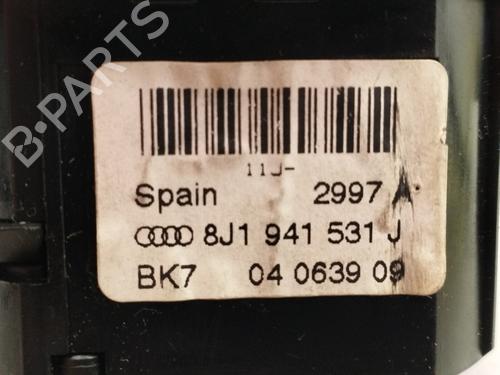 B-PARTS
11J-
Spain 2997 A
8J1 941 531 J
BK7 04 0639 09